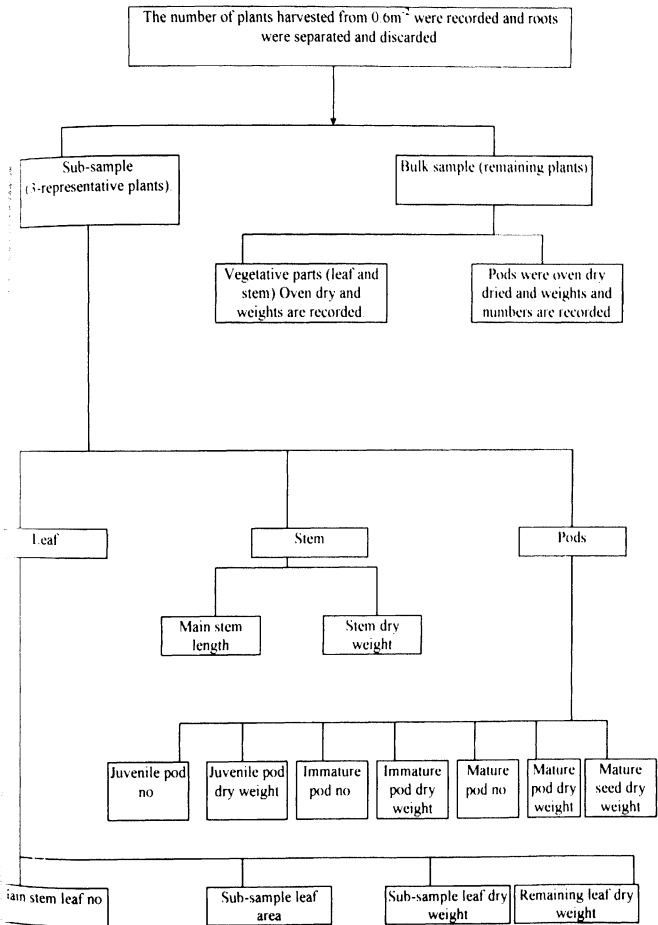 The number of plants harvested from 0.6m⁻² were recorded and roots
were separated and discarded
Sub-sample
(3-representative plants)
Bulk sample (remaining plants)
Vegetative parts (leaf and
stem) Oven dry and
weights are recorded
Pods were oven dry
dried and weights and
numbers are recorded
Leaf
Stem
Pods
Main stem
length
Stem dry
weight
Juvenile pod
no
Juvenile pod
dry weight
Immature
pod no
Immature
pod dry
weight
Mature
pod no
Mature
pod dry
weight
Mature
seed dry
weight
ain stem leaf no
Sub-sample leaf
area
Sub-sample leaf dry
weight
Remaining leaf dry
weight